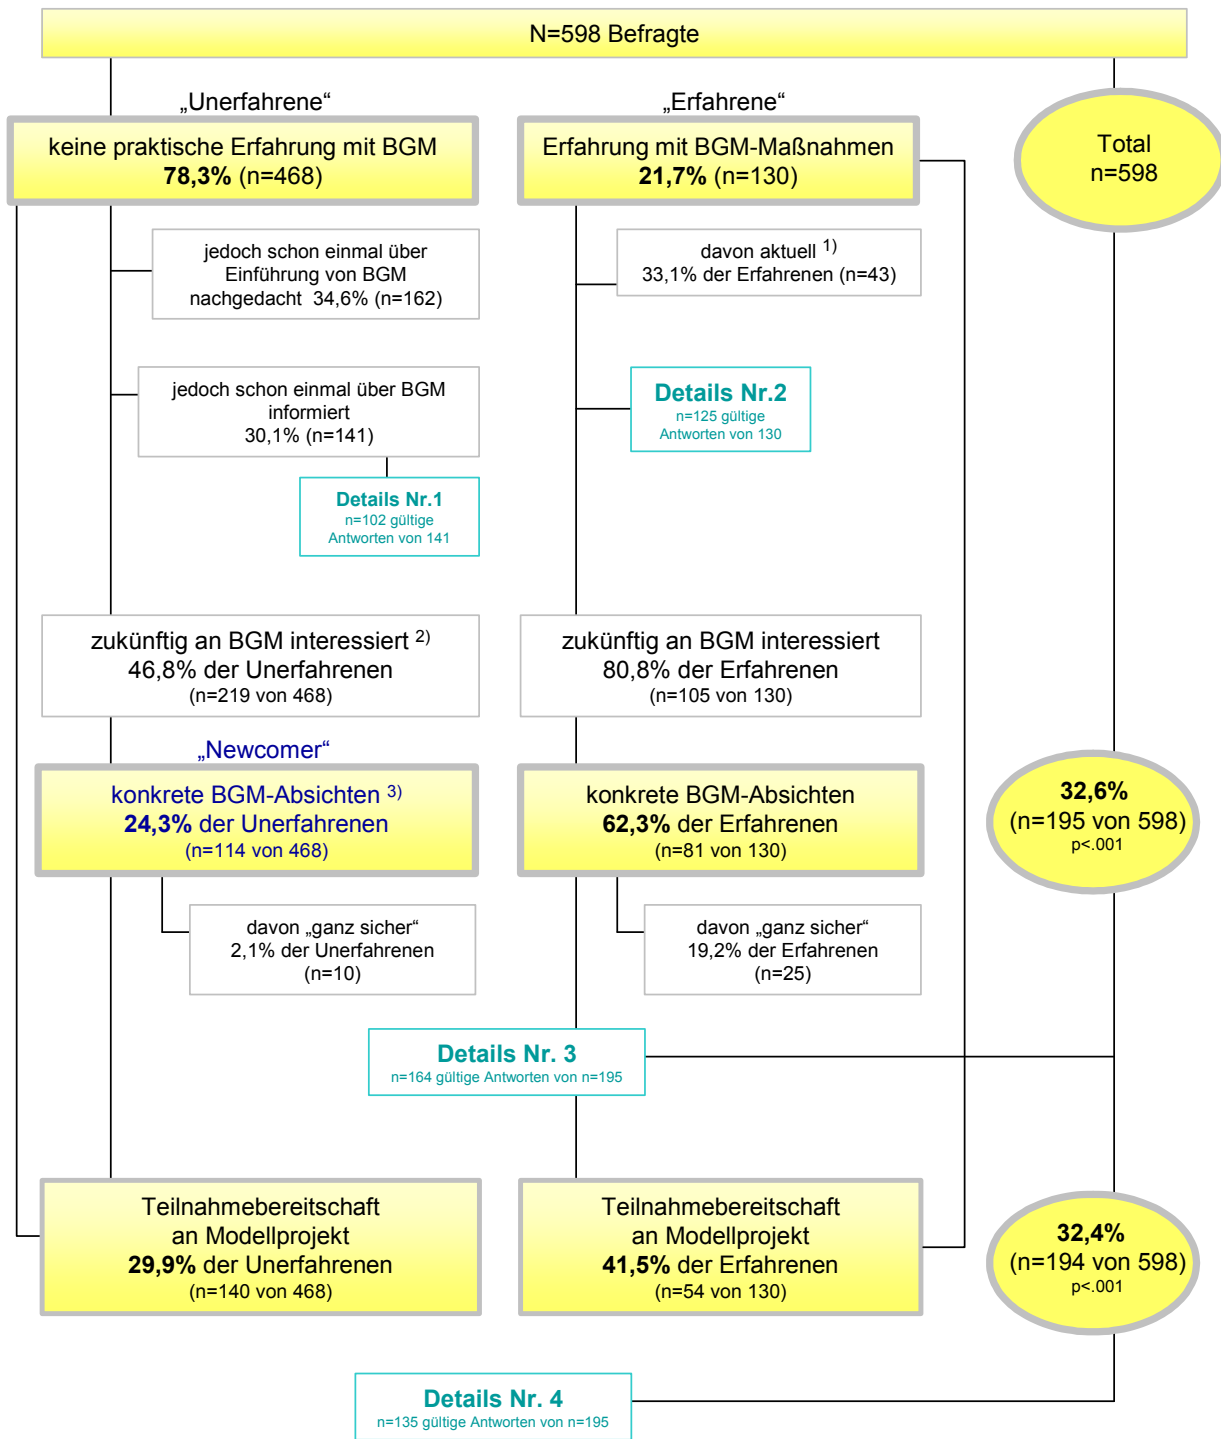 N=598 Befragte
„Unerfahrene“
keine praktische Erfahrung mit BGM
78,3% (n=468)
„Erfahrene“
Erfahrung mit BGM-Maßnahmen
21,7% (n=130)
Total
n=598
jedoch schon einmal über
Einführung von BGM
nachgedacht 34,6% (n=162)
davon aktuell 1)
33,1% der Erfahrenen (n=43)
jedoch schon einmal über BGM
informiert
30,1% (n=141)
Details Nr.2
n=125 gültige
Antworten von 130
Details Nr.1
n=102 gültige
Antworten von 141
zukünftig an BGM interessiert 2)
46,8% der Unerfahrenen
(n=219 von 468)
zukünftig an BGM interessiert
80,8% der Erfahrenen
(n=105 von 130)
„Newcomer“
konkrete BGM-Absichten 3)
24,3% der Unerfahrenen
(n=114 von 468)
konkrete BGM-Absichten
62,3% der Erfahrenen
(n=81 von 130)
32,6%
(n=195 von 598)
p<.001
davon „ganz sicher“
2,1% der Unerfahrenen
(n=10)
davon „ganz sicher“
19,2% der Erfahrenen
(n=25)
Details Nr. 3
n=164 gültige Antworten von n=195
Teilnahmebereitschaft
an Modellprojekt
29,9% der Unerfahrenen
(n=140 von 468)
Teilnahmebereitschaft
an Modellprojekt
41,5% der Erfahrenen
(n=54 von 130)
32,4%
(n=194 von 598)
p<.001
Details Nr. 4
n=135 gültige Antworten von n=195